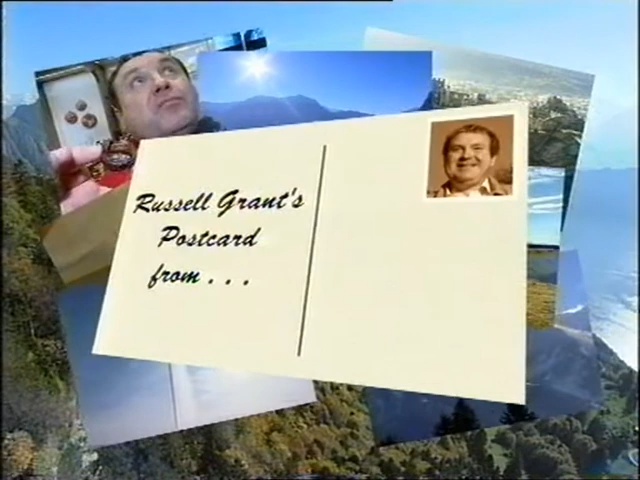 Russell Grant's
Postcard
from . . .